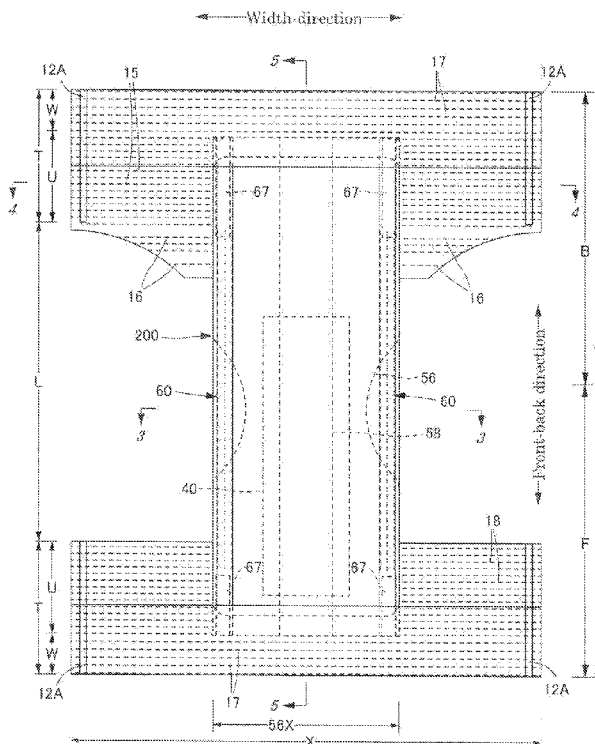 Width-direction
5
12A
15
17
12A
W
T
U
67
67
4
4
B
16
16
200
56
60
60
L
3
3
58
Front-back direction
40
18
67
67
U
T
F
W
12A
17
5
12A
56X
X